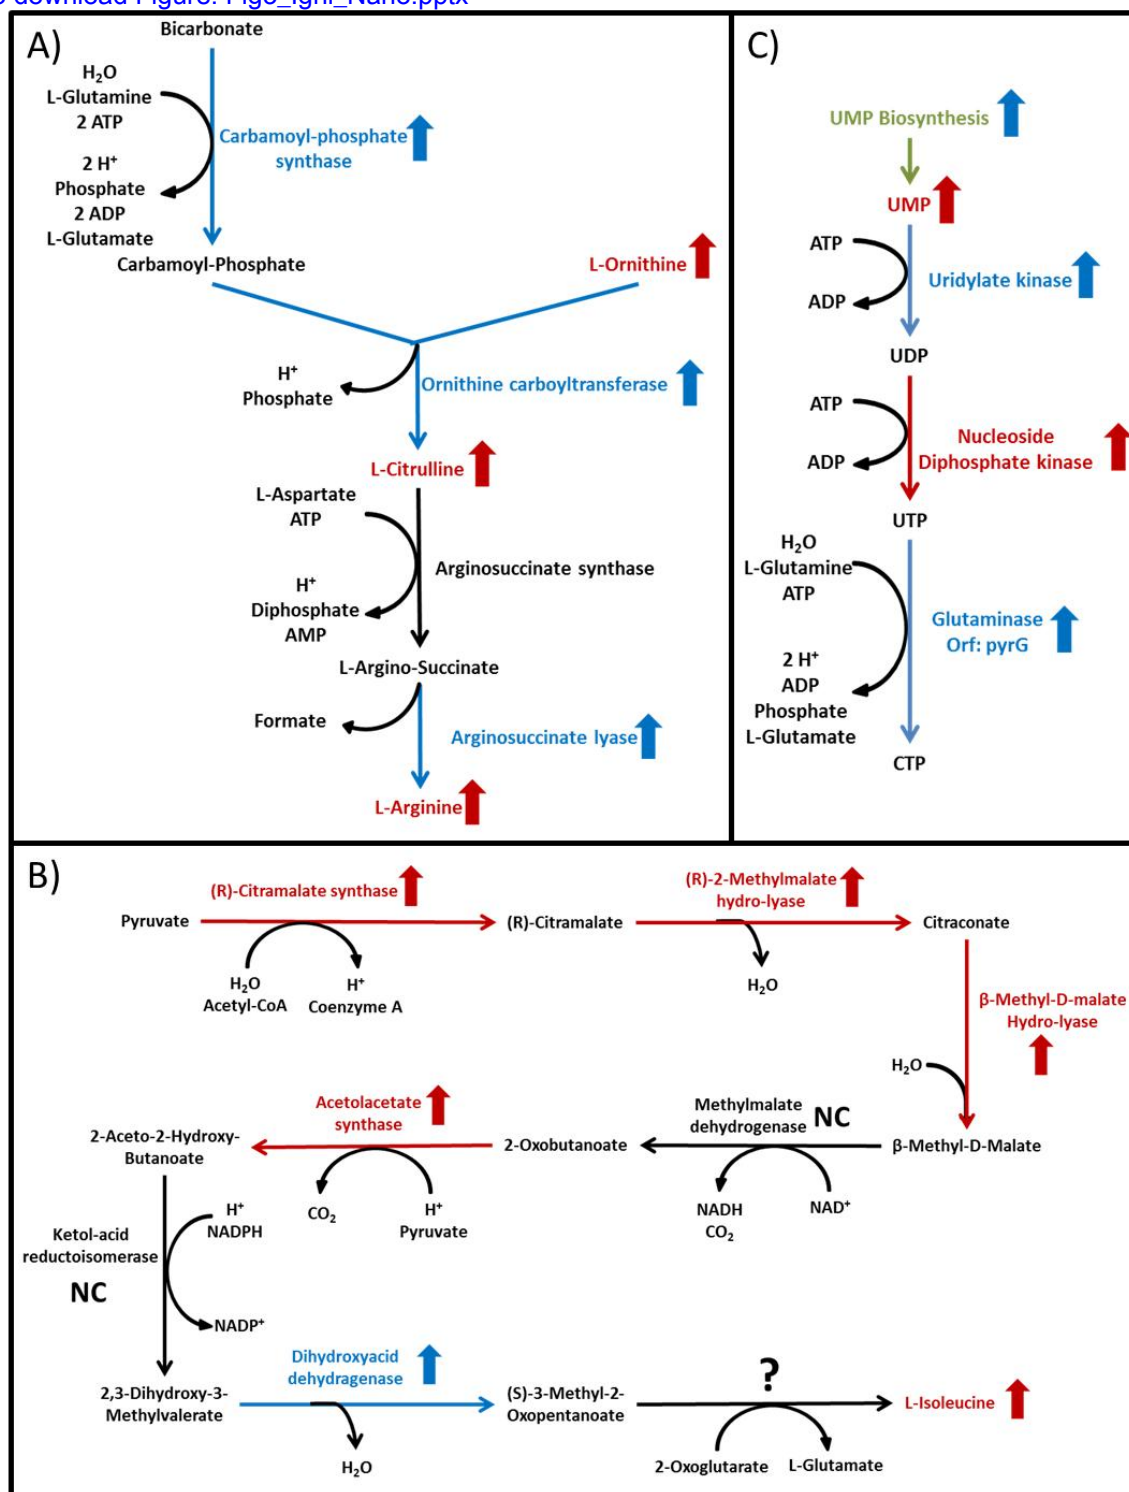 s download Figure: Figs_Ighi_Nano.pptx
A)
Bicarbonate
H₂O
L-Glutamine
2 ATP
Carbamoyl-phosphate
synthase
2 H⁺
Phosphate
2 ADP
L-Glutamate
Carbamoyl-Phosphate
L-Ornithine
H⁺
Phosphate
Ornithine carboyltransferase
L-Citrulline
L-Aspartate
ATP
Arginosuccinate synthase
H⁺
Diphosphate
AMP
L-Argino-Succinate
Formate
Arginosuccinate lyase
L-Arginine
C)
UMP Biosynthesis
UMP
ATP
Uridylate kinase
ADP
UDP
ATP
Nucleoside
Diphosphate kinase
ADP
UTP
H₂O
L-Glutamine
ATP
Glutaminase
Orf: pyrG
2 H⁺
ADP
Phosphate
L-Glutamate
CTP
B)
(R)-Citramalate synthase
Pyruvate
H₂O
Acetyl-CoA
H⁺
Coenzyme A
(R)-Citramalate
(R)-2-Methylmalate
hydro-lyase
H₂O
Citraconate
β-Methyl-D-malate
Hydro-lyase
H₂O
β-Methyl-D-Malate
Methylmalate
dehydrogenase NC
NADH
CO₂
NAD⁺
2-Oxobutanoate
Acetolacetate
synthase
CO₂
H⁺
Pyruvate
2-Aceto-2-Hydroxy-
Butanoate
H⁺
NADPH
Ketol-acid
reductoisomerase
NC
NADP⁺
2,3-Dihydroxy-3-
Methylvalerate
Dihydroxyacid
dehydragenase
H₂O
(S)-3-Methyl-2-
Oxopentanoate
?
2-Oxoglutarate
L-Glutamate
L-Isoleucine